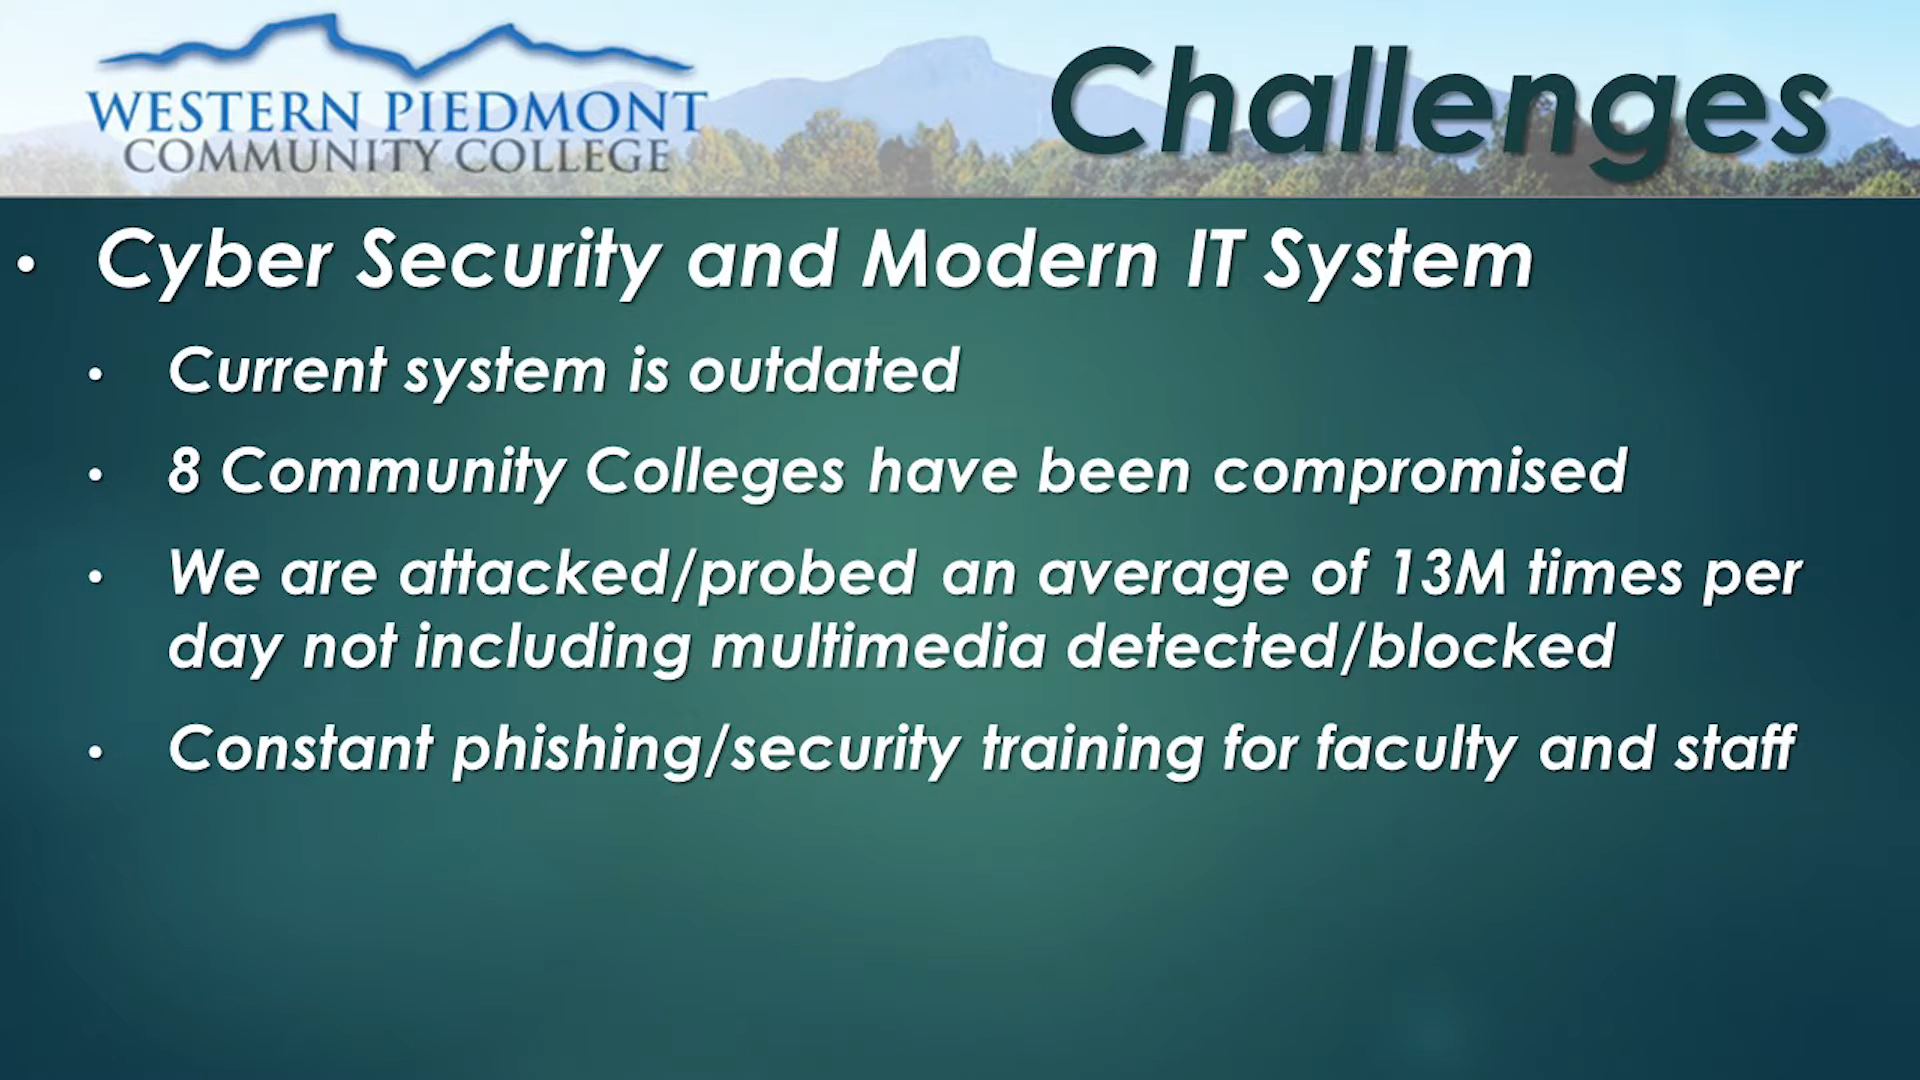 WESTERN PIEDMONT
COMMUNITY COLLEGE
Challenges
• Cyber Security and Modern IT System
• Current system is outdated
• 8 Community Colleges have been compromised
• We are attacked/probed an average of 13M times per
day not including multimedia detected/blocked
• Constant phishing/security training for faculty and staff